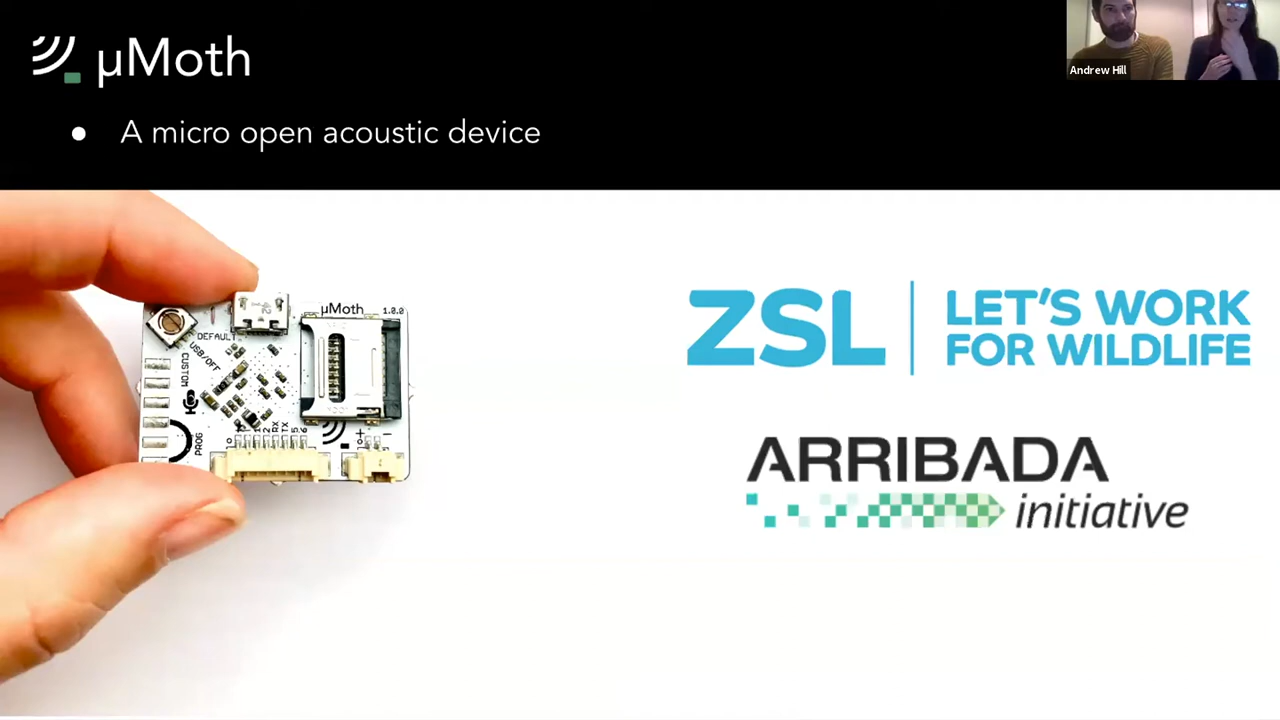 µMoth
A micro open acoustic device
Andrew Hill
µMoth
1.0.0
DEFAULT
USB/OFF
CUSTOM
PROG
RX
TX
ZSL
LET'S WORK
FOR WILDLIFE
ARRIBADA
initiative